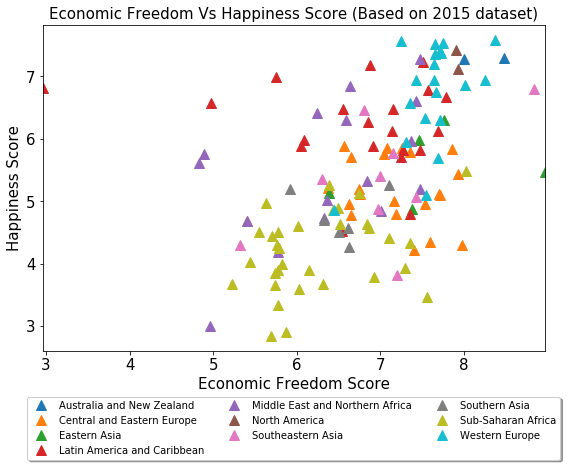 Economic Freedom Vs Happiness Score (Based on 2015 dataset)
7
6
5
4
3
Happiness Score
3 4 5 6 7 8
Economic Freedom Score
Australia and New Zealand
Central and Eastern Europe
Eastern Asia
Latin America and Caribbean
Middle East and Northern Africa
North America
Southeastern Asia
Southern Asia
Sub-Saharan Africa
Western Europe